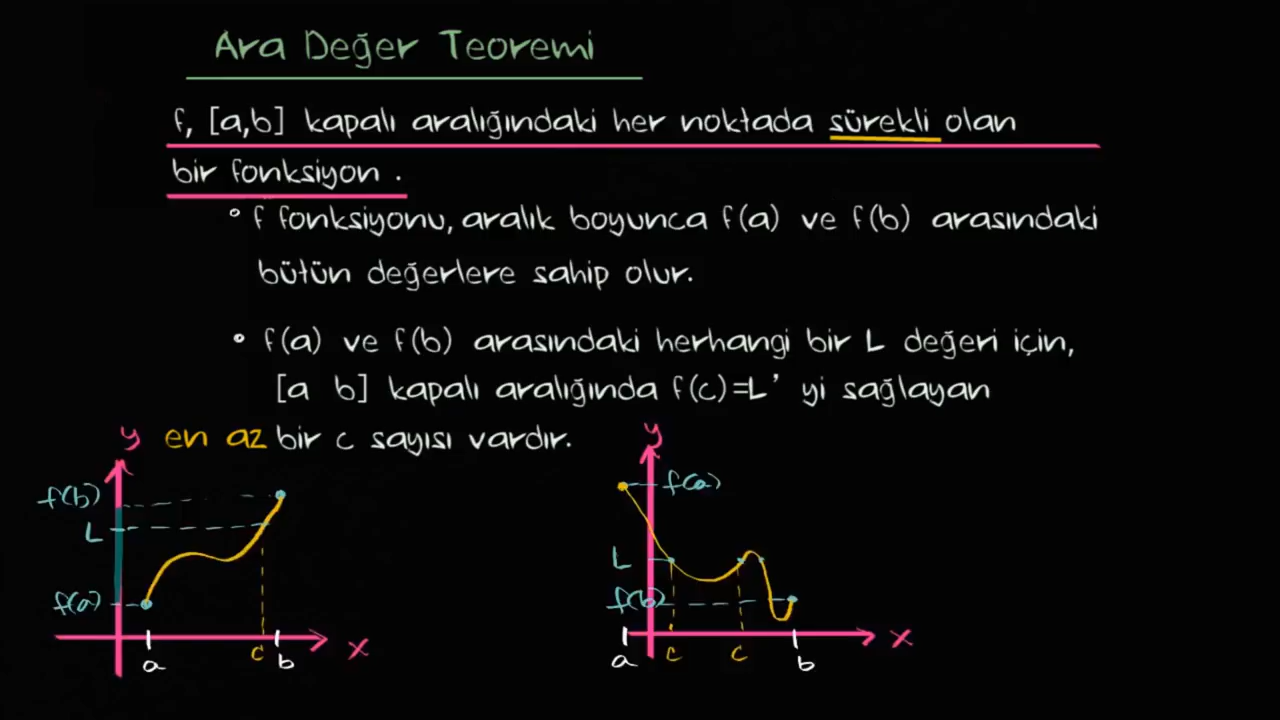 Ara Değer Teoremi
f, [a,b] kapalı aralığındaki her noktada sürekli olan
bir fonksiyon .
• f fonksiyonu, aralık boyunca f(a) ve f(b) arasındaki
bütün değerlere sahip olur.
• f(a) ve f(b) arasındaki herhangi bir L değeri için,
[a b] kapalı aralığında f(c)=L' yi sağlayan
en az bir c sayısı vardır.
y
f(b)
L
f(a)
a
c
b
x
y
f(a)
L
f(b)
a
c
c
b
x